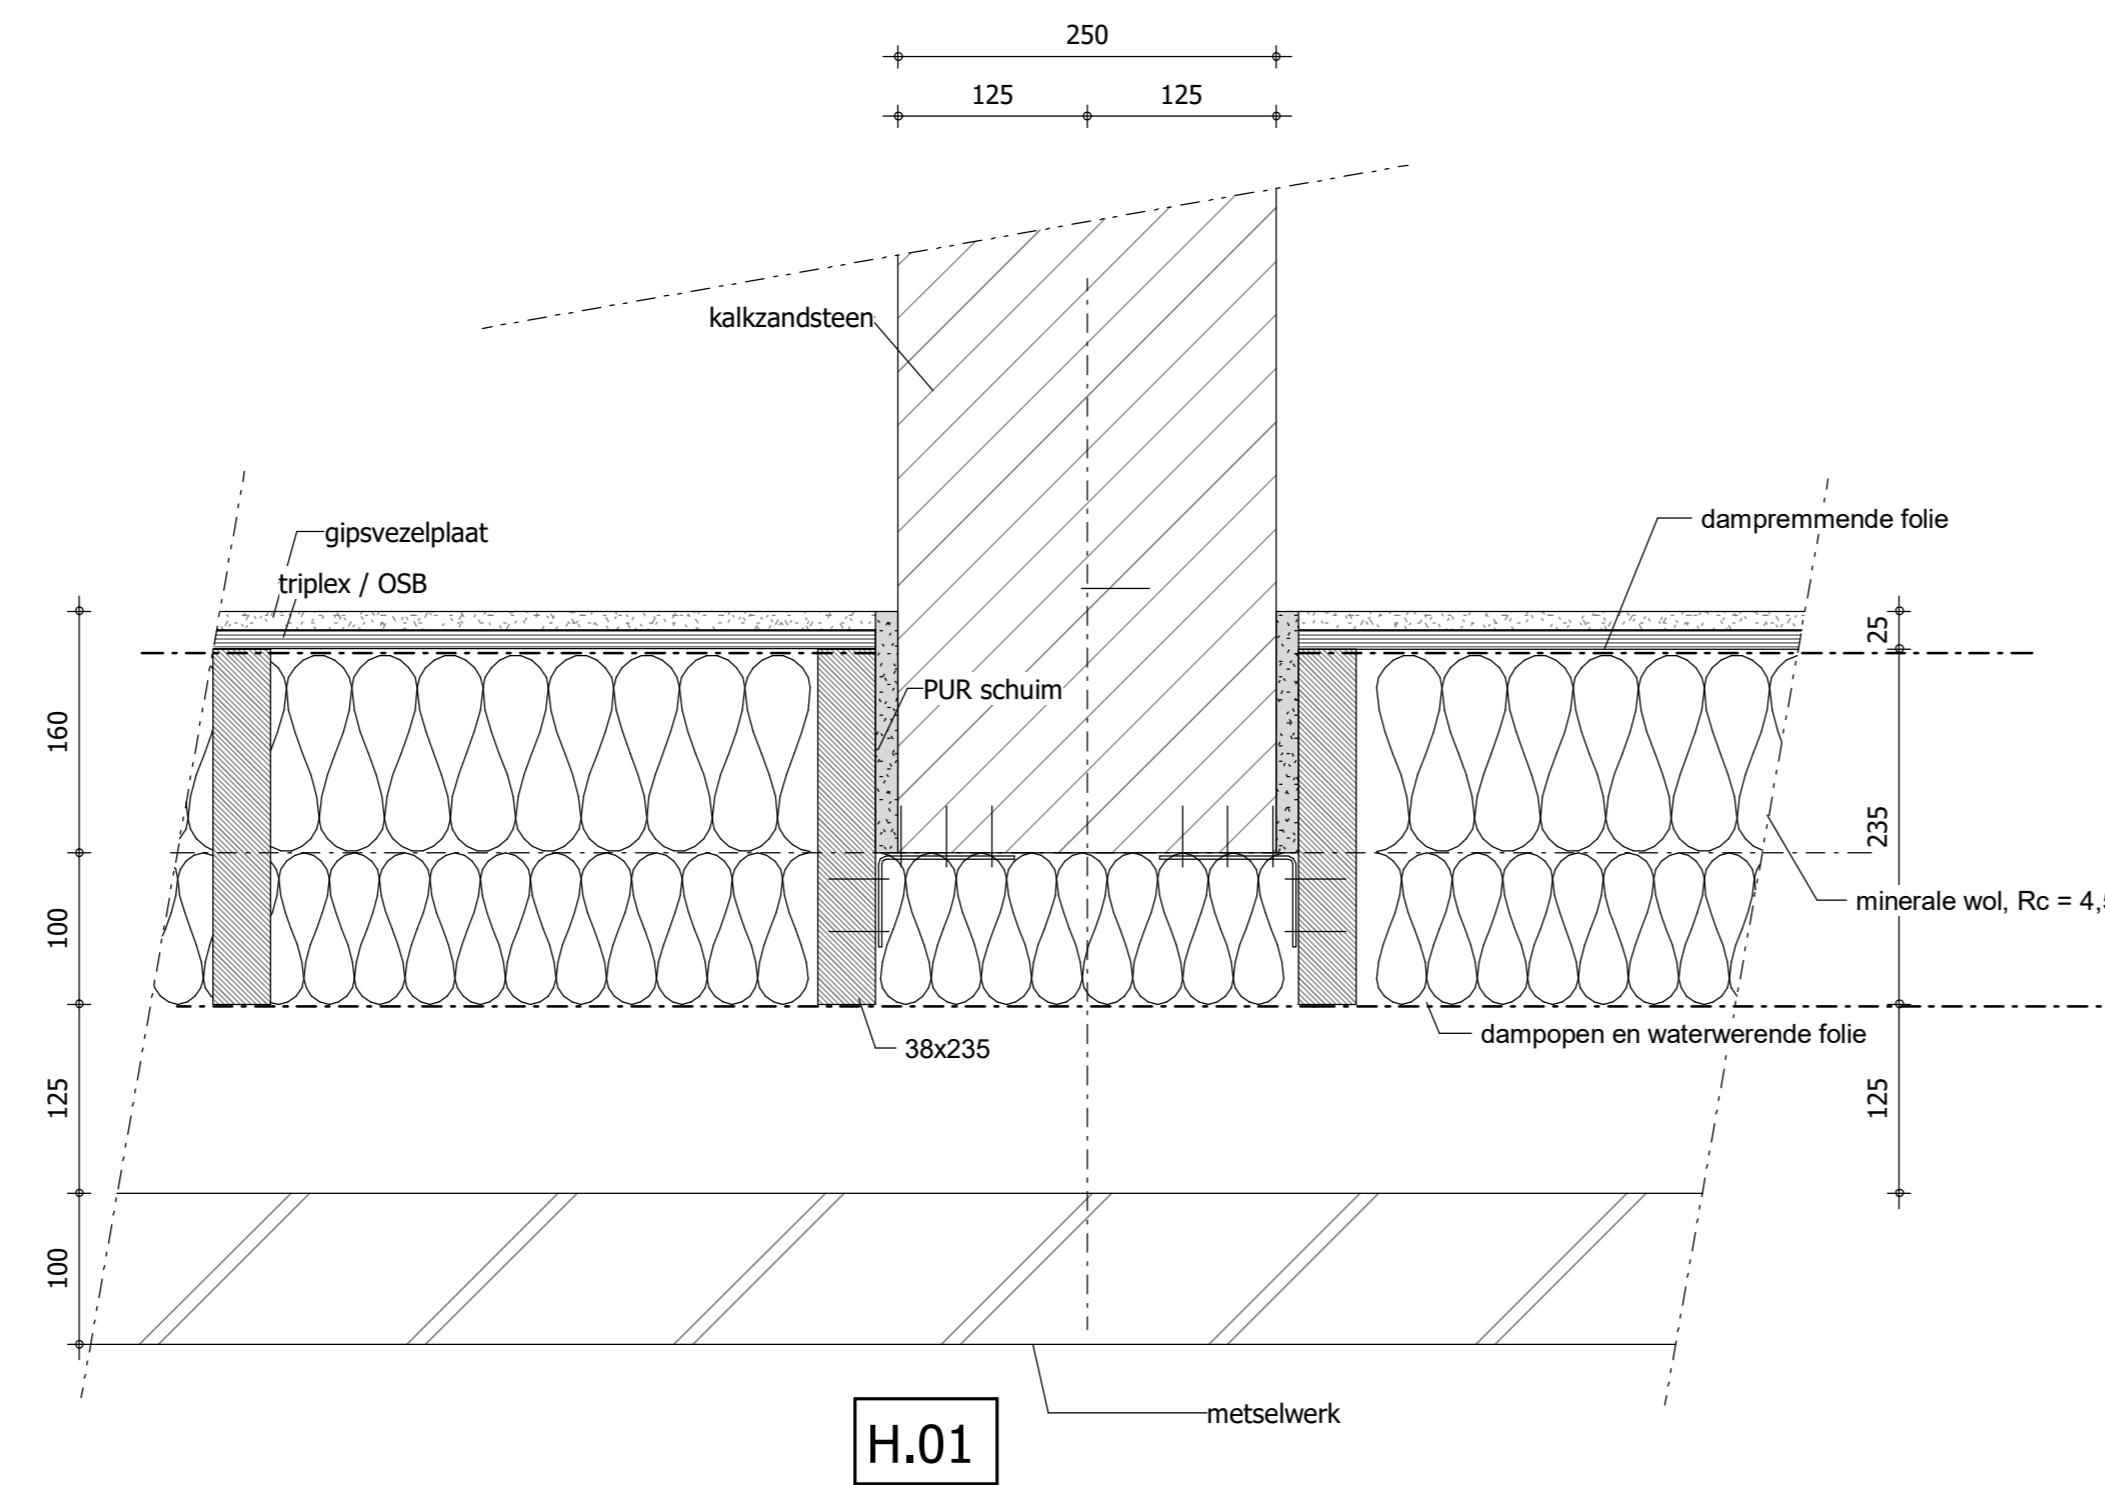 250
125
125
kalkzandsteen
dampremmende folie
gipsvezelplaat
triplex / OSB
25
PUR schuim
160
235
minerale wol, Rc = 4,5
100
dampopen en waterwerende folie
38x235
125
125
100
metselwerk
H.01